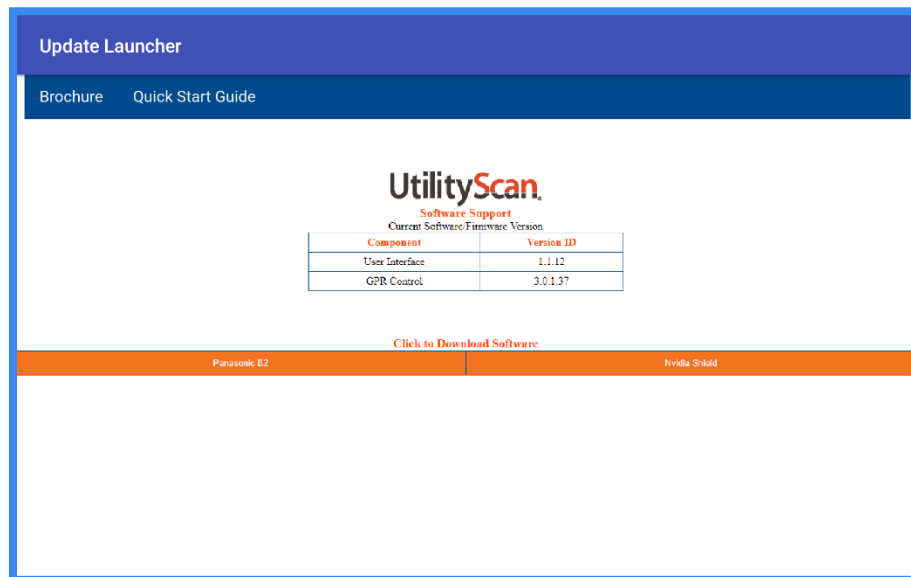 Update Launcher
Brochure Quick Start Guide
UtilityScan.
Software Support
Current Software/Firmware Version
Component Version ID
User Interface 1.1.12
GPR Control 3.0.1.37
Click to Download Software
Panasonic B2 Nvidia Shield